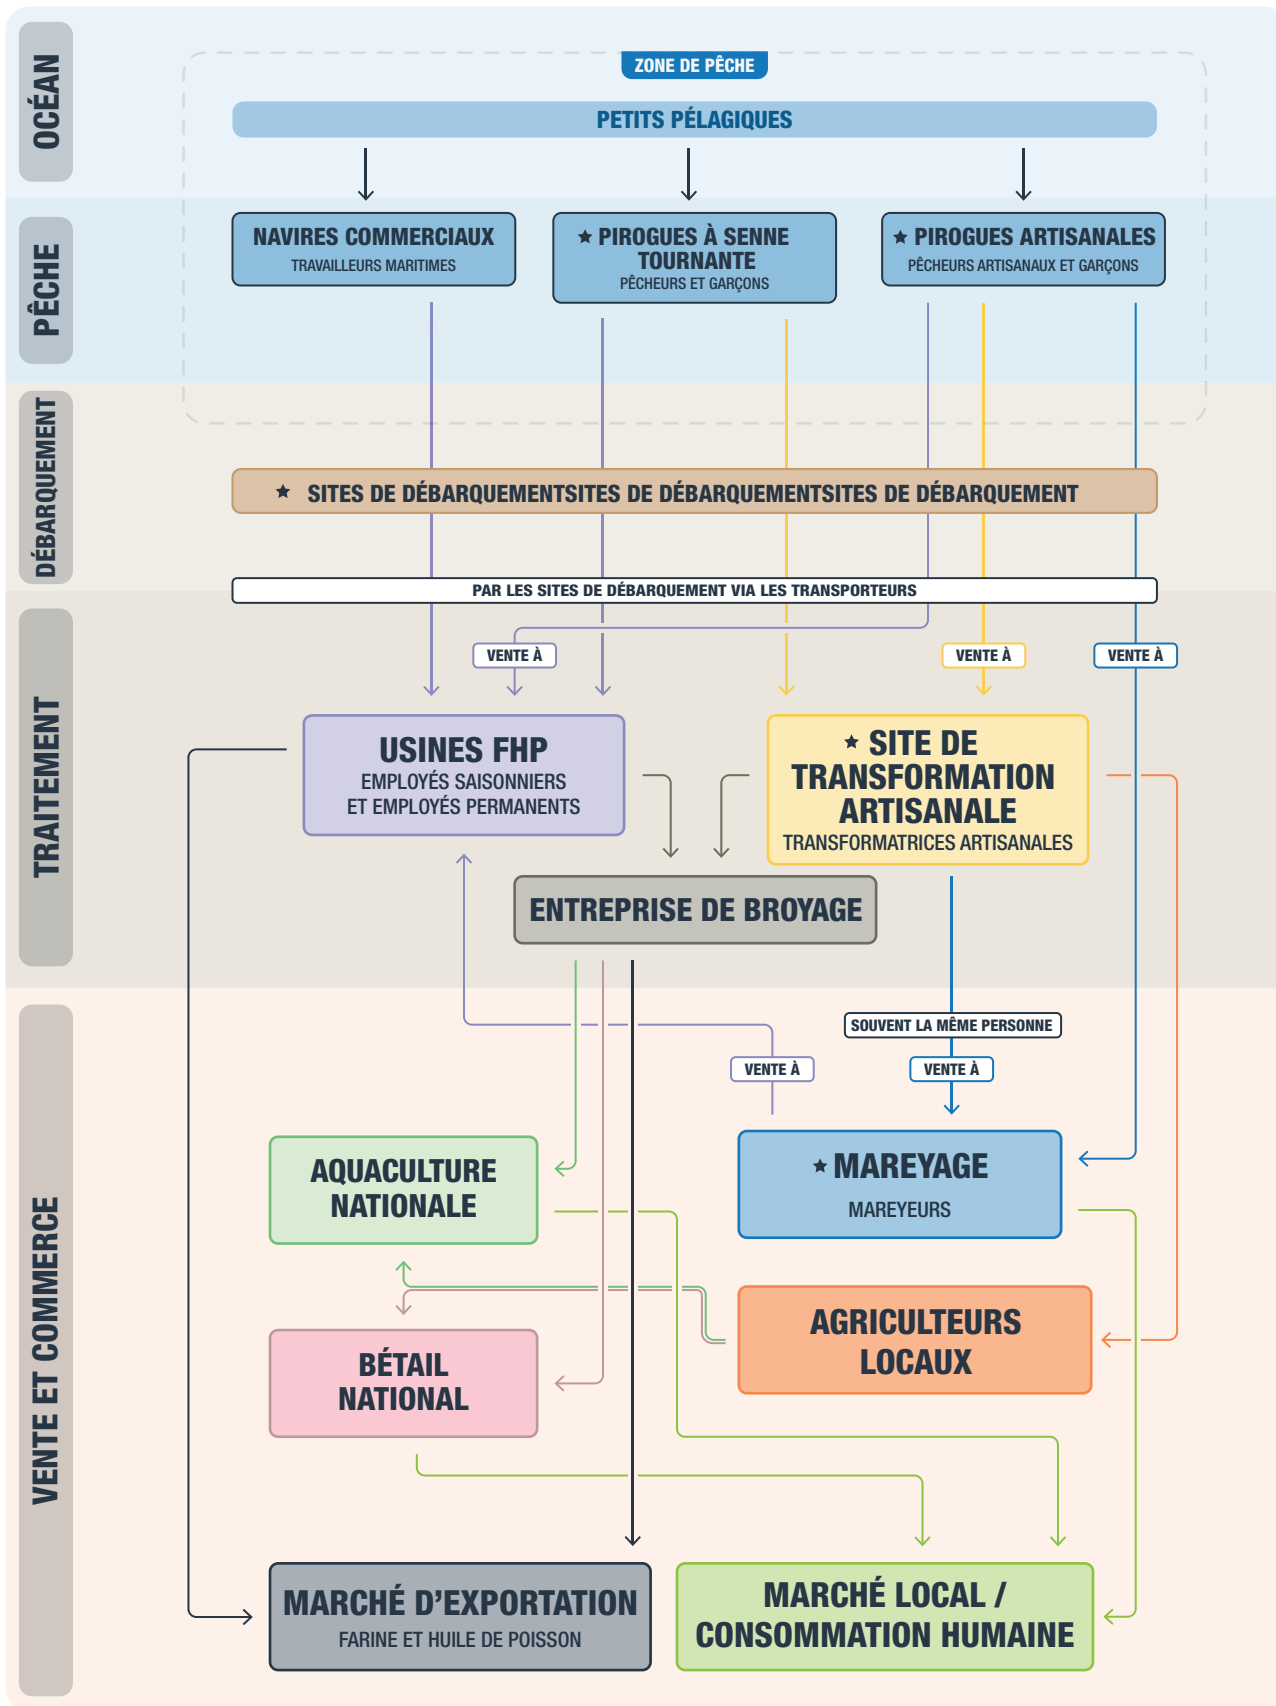 OCÉAN
ZONE DE PÊCHE
PETITS PÉLAGIQUES
PÊCHE
NAVIRES COMMERCIAUX
TRAVAILLEURS MARITIMES
★ PIROGUES À SENNE
TOURNANTE
PÊCHEURS ET GARÇONS
★ PIROGUES ARTISANALES
PÊCHEURS ARTISANAUX ET GARÇONS
DÉBARQUEMENT
★ SITES DE DÉBARQUEMENTSITES DE DÉBARQUEMENTSITES DE DÉBARQUEMENT
PAR LES SITES DE DÉBARQUEMENT VIA LES TRANSPORTEURS
TRAITEMENT
VENTE À
VENTE À
VENTE À
USINES FHP
EMPLOYÉS SAISONNIERS
ET EMPLOYÉS PERMANENTS
★ SITE DE
TRANSFORMATION
ARTISANALE
TRANSFORMATRICES ARTISANALES
ENTREPRISE DE BROYAGE
VENTE ET COMMERCE
SOUVENT LA MÊME PERSONNE
VENTE À
VENTE À
AQUACULTURE
NATIONALE
★ MAREYAGE
MAREYEURS
BÉTAIL
NATIONAL
AGRICULTEURS
LOCAUX
MARCHÉ D'EXPORTATION
FARINE ET HUILE DE POISSON
MARCHÉ LOCAL /
CONSOMMATION HUMAINE